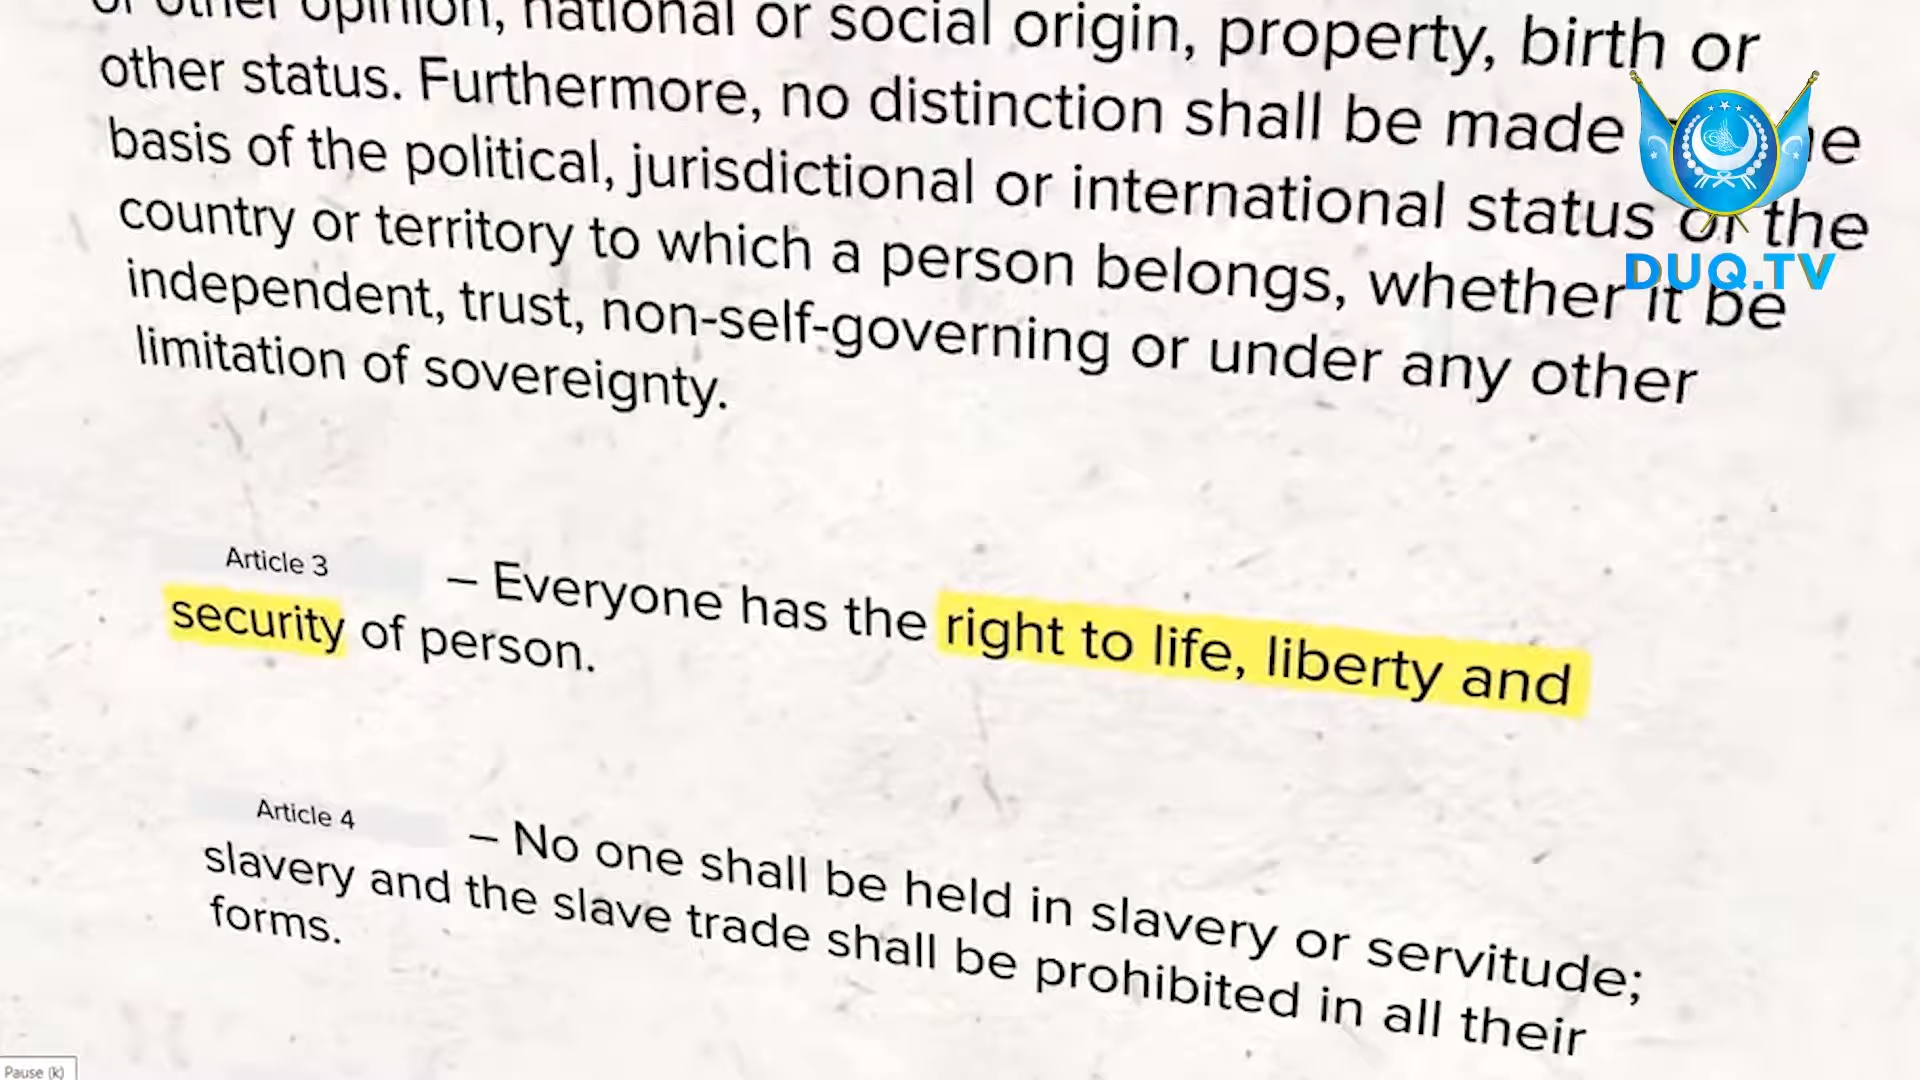 or other opinion, national or social origin, property, birth or
other status. Furthermore, no distinction shall be made
basis of the political, jurisdictional or international status of the
country or territory to which a person belongs, whether it be
independent, trust, non-self-governing or under any other
limitation of sovereignty.
Article 3 – Everyone has the right to life, liberty and
security of person.
Article 4 – No one shall be held in slavery or servitude;
slavery and the slave trade shall be prohibited in all their
forms.
DUQ.TV
Pause (k)